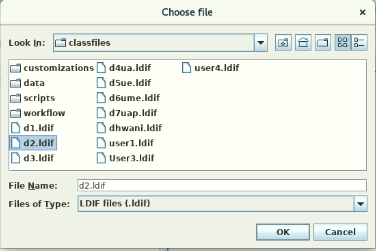 Choose file
Look In: classfiles
customizations d4ua.ldif user4.ldif
data d5ue.ldif
scripts d6ume.ldif
workflow d7uap.ldif
d1.ldif dhwani.ldif
d2.ldif user1.ldif
d3.ldif User3.ldif
File Name: d2.ldif
Files of Type: LDIF files (.ldif)
OK Cancel